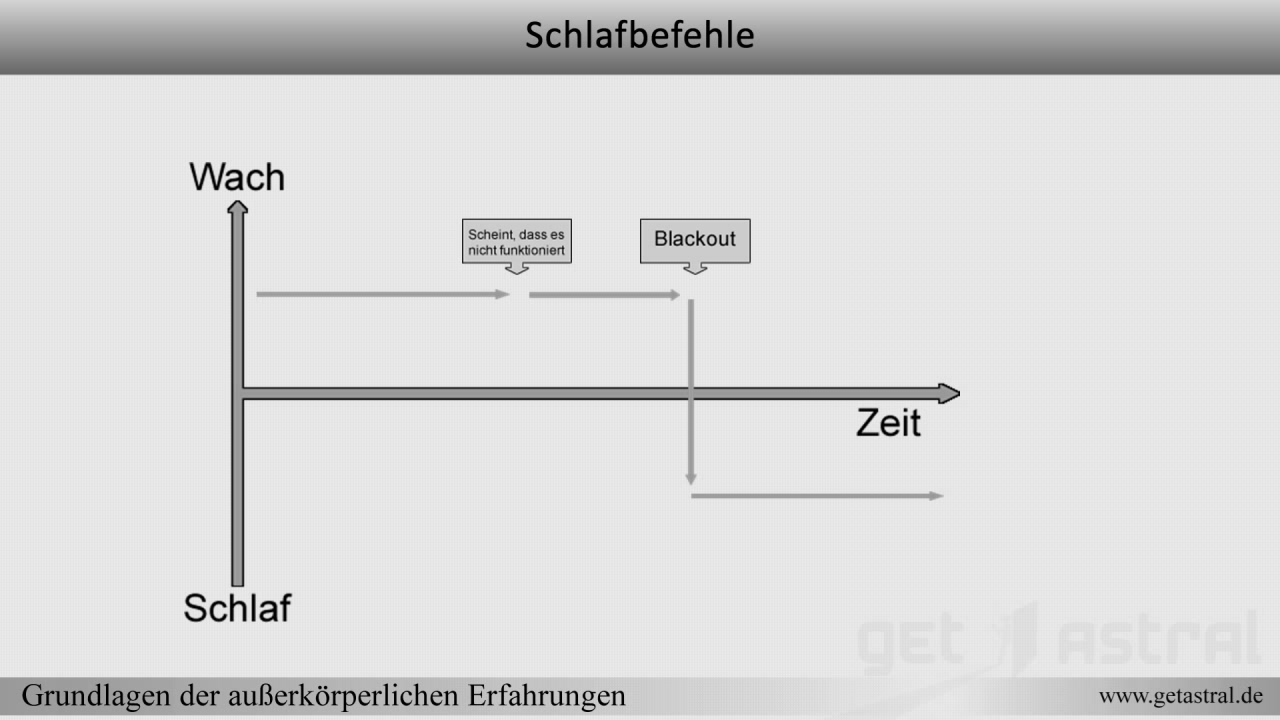 Schlafbefehle
Wach
Scheint, dass es
nicht funktioniert
Blackout
Zeit
Schlaf
get astral
Grundlagen der außerkörperlichen Erfahrungen
www.getastral.de